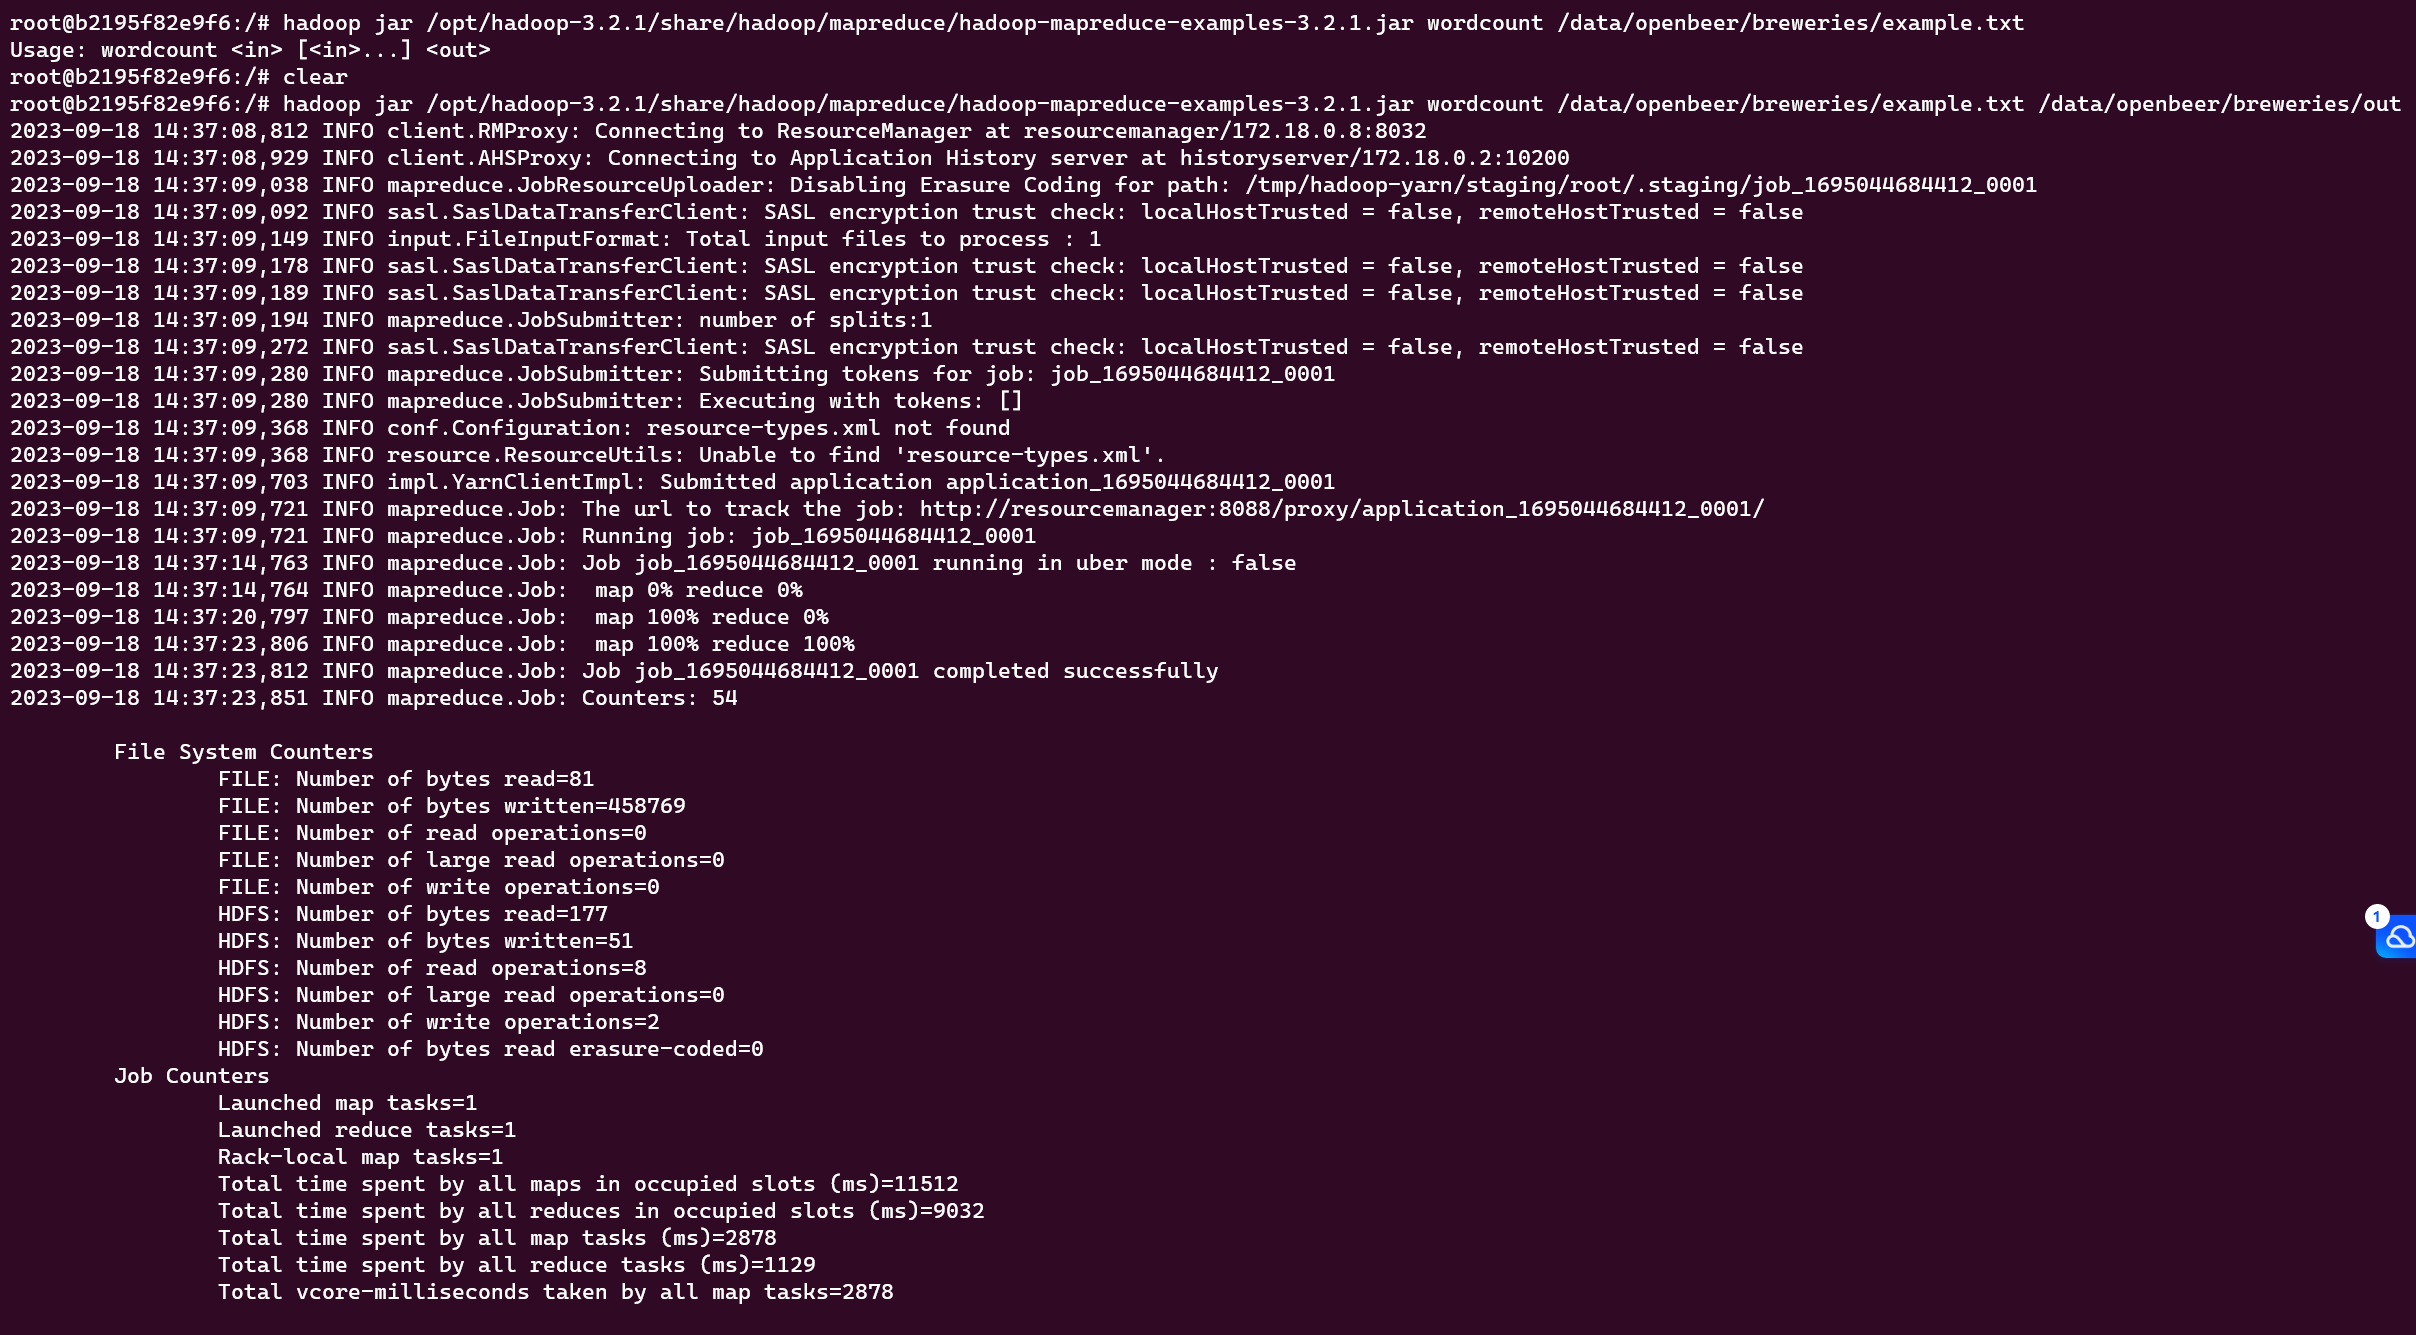 root@b2195f82e9f6:/# hadoop jar /opt/hadoop-3.2.1/share/hadoop/mapreduce/hadoop-mapreduce-examples-3.2.1.jar wordcount /data/openbeer/breweries/example.txt
Usage: wordcount <in> [<in>...] <out>
root@b2195f82e9f6:/# clear
root@b2195f82e9f6:/# hadoop jar /opt/hadoop-3.2.1/share/hadoop/mapreduce/hadoop-mapreduce-examples-3.2.1.jar wordcount /data/openbeer/breweries/example.txt /data/openbeer/breweries/out
2023-09-18 14:37:08,812 INFO client.RMProxy: Connecting to ResourceManager at resourcemanager/172.18.0.8:8032
2023-09-18 14:37:08,929 INFO client.AHSProxy: Connecting to Application History server at historyserver/172.18.0.2:10200
2023-09-18 14:37:09,038 INFO mapreduce.JobResourceUploader: Disabling Erasure Coding for path: /tmp/hadoop-yarn/staging/root/.staging/job_1695044684412_0001
2023-09-18 14:37:09,092 INFO sasl.SaslDataTransferClient: SASL encryption trust check: localHostTrusted = false, remoteHostTrusted = false
2023-09-18 14:37:09,149 INFO input.FileInputFormat: Total input files to process : 1
2023-09-18 14:37:09,178 INFO sasl.SaslDataTransferClient: SASL encryption trust check: localHostTrusted = false, remoteHostTrusted = false
2023-09-18 14:37:09,189 INFO sasl.SaslDataTransferClient: SASL encryption trust check: localHostTrusted = false, remoteHostTrusted = false
2023-09-18 14:37:09,194 INFO mapreduce.JobSubmitter: number of splits:1
2023-09-18 14:37:09,272 INFO sasl.SaslDataTransferClient: SASL encryption trust check: localHostTrusted = false, remoteHostTrusted = false
2023-09-18 14:37:09,280 INFO mapreduce.JobSubmitter: Submitting tokens for job: job_1695044684412_0001
2023-09-18 14:37:09,280 INFO mapreduce.JobSubmitter: Executing with tokens: []
2023-09-18 14:37:09,368 INFO conf.Configuration: resource-types.xml not found
2023-09-18 14:37:09,368 INFO resource.ResourceUtils: Unable to find 'resource-types.xml'.
2023-09-18 14:37:09,703 INFO impl.YarnClientImpl: Submitted application application_1695044684412_0001
2023-09-18 14:37:09,721 INFO mapreduce.Job: The url to track the job: http://resourcemanager:8088/proxy/application_1695044684412_0001/
2023-09-18 14:37:09,721 INFO mapreduce.Job: Running job: job_1695044684412_0001
2023-09-18 14:37:14,763 INFO mapreduce.Job: Job job_1695044684412_0001 running in uber mode : false
2023-09-18 14:37:14,764 INFO mapreduce.Job:  map 0% reduce 0%
2023-09-18 14:37:20,797 INFO mapreduce.Job:  map 100% reduce 0%
2023-09-18 14:37:23,806 INFO mapreduce.Job:  map 100% reduce 100%
2023-09-18 14:37:23,812 INFO mapreduce.Job: Job job_1695044684412_0001 completed successfully
2023-09-18 14:37:23,851 INFO mapreduce.Job: Counters: 54
File System Counters
FILE: Number of bytes read=81
FILE: Number of bytes written=458769
FILE: Number of read operations=0
FILE: Number of large read operations=0
FILE: Number of write operations=0
HDFS: Number of bytes read=177
HDFS: Number of bytes written=51
HDFS: Number of read operations=8
HDFS: Number of large read operations=0
HDFS: Number of write operations=2
HDFS: Number of bytes read erasure-coded=0
Job Counters
Launched map tasks=1
Launched reduce tasks=1
Rack-local map tasks=1
Total time spent by all maps in occupied slots (ms)=11512
Total time spent by all reduces in occupied slots (ms)=9032
Total time spent by all map tasks (ms)=2878
Total time spent by all reduce tasks (ms)=1129
Total vcore-milliseconds taken by all map tasks=2878
1